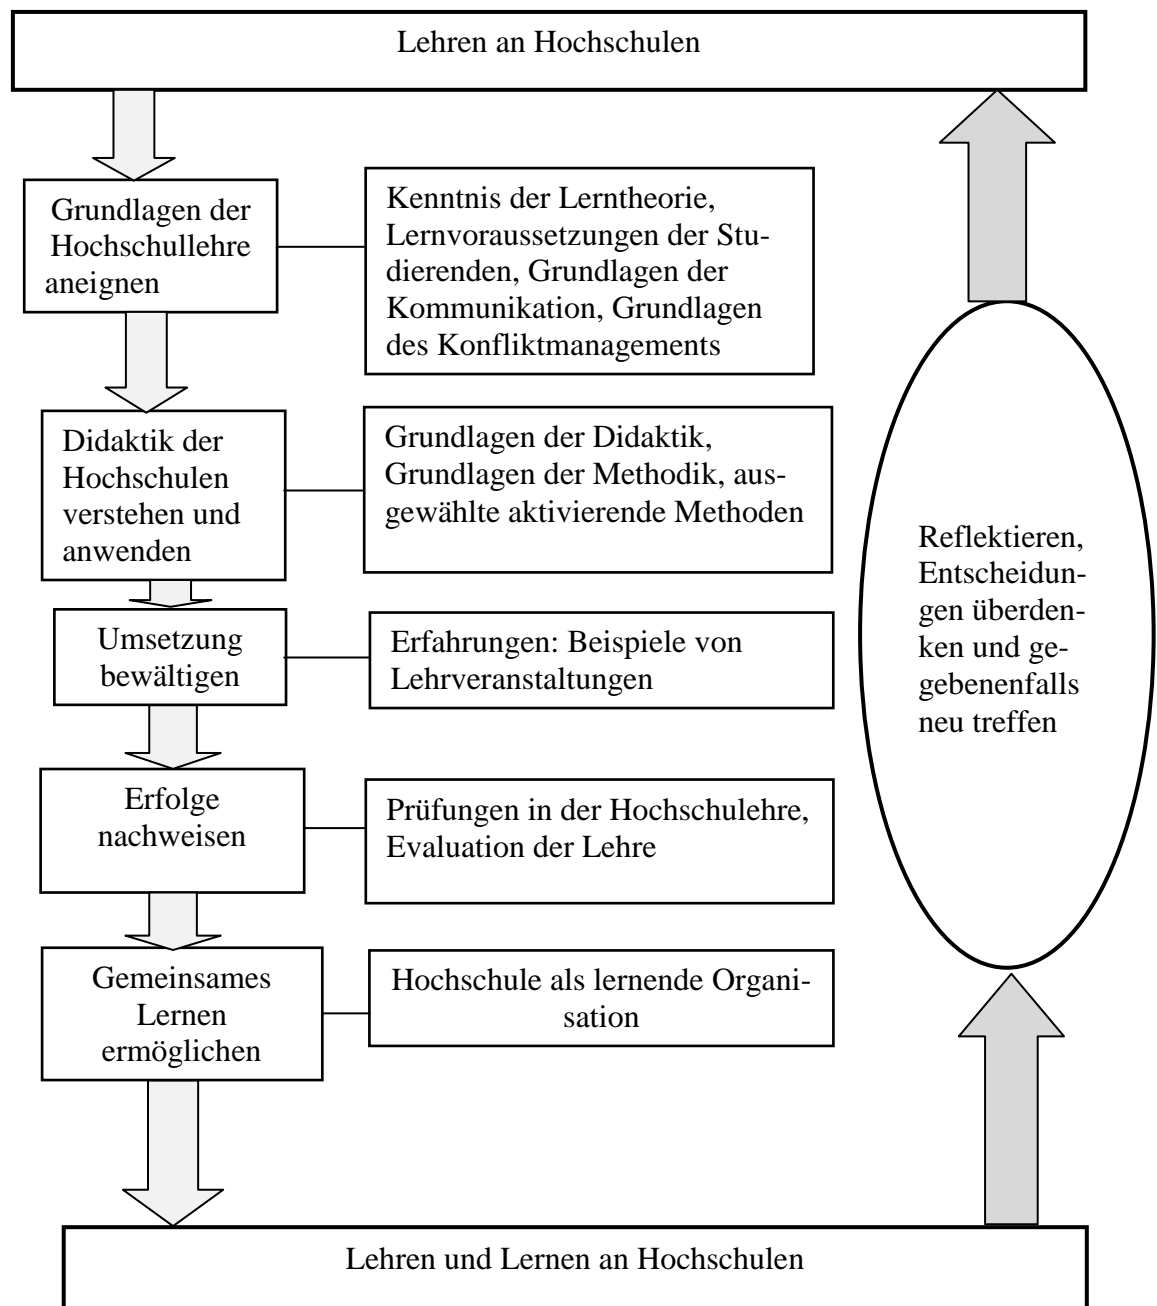 Lehren an Hochschulen
Grundlagen der
Hochschullehre
aneignen
Kenntnis der Lerntheorie,
Lernvoraussetzungen der Stu-
dierenden, Grundlagen der
Kommunikation, Grundlagen
des Konfliktmanagements
Didaktik der
Hochschulen
verstehen und
anwenden
Grundlagen der Didaktik,
Grundlagen der Methodik, aus-
gewählte aktivierende Methoden
Umsetzung
bewältigen
Erfahrungen: Beispiele von
Lehrveranstaltungen
Erfolge
nachweisen
Prüfungen in der Hochschulehre,
Evaluation der Lehre
Gemeinsames
Lernen
ermöglichen
Hochschule als lernende Organi-
sation
Reflektieren,
Entscheidun-
gen überden-
ken und ge-
gebenenfalls
neu treffen
Lehren und Lernen an Hochschulen